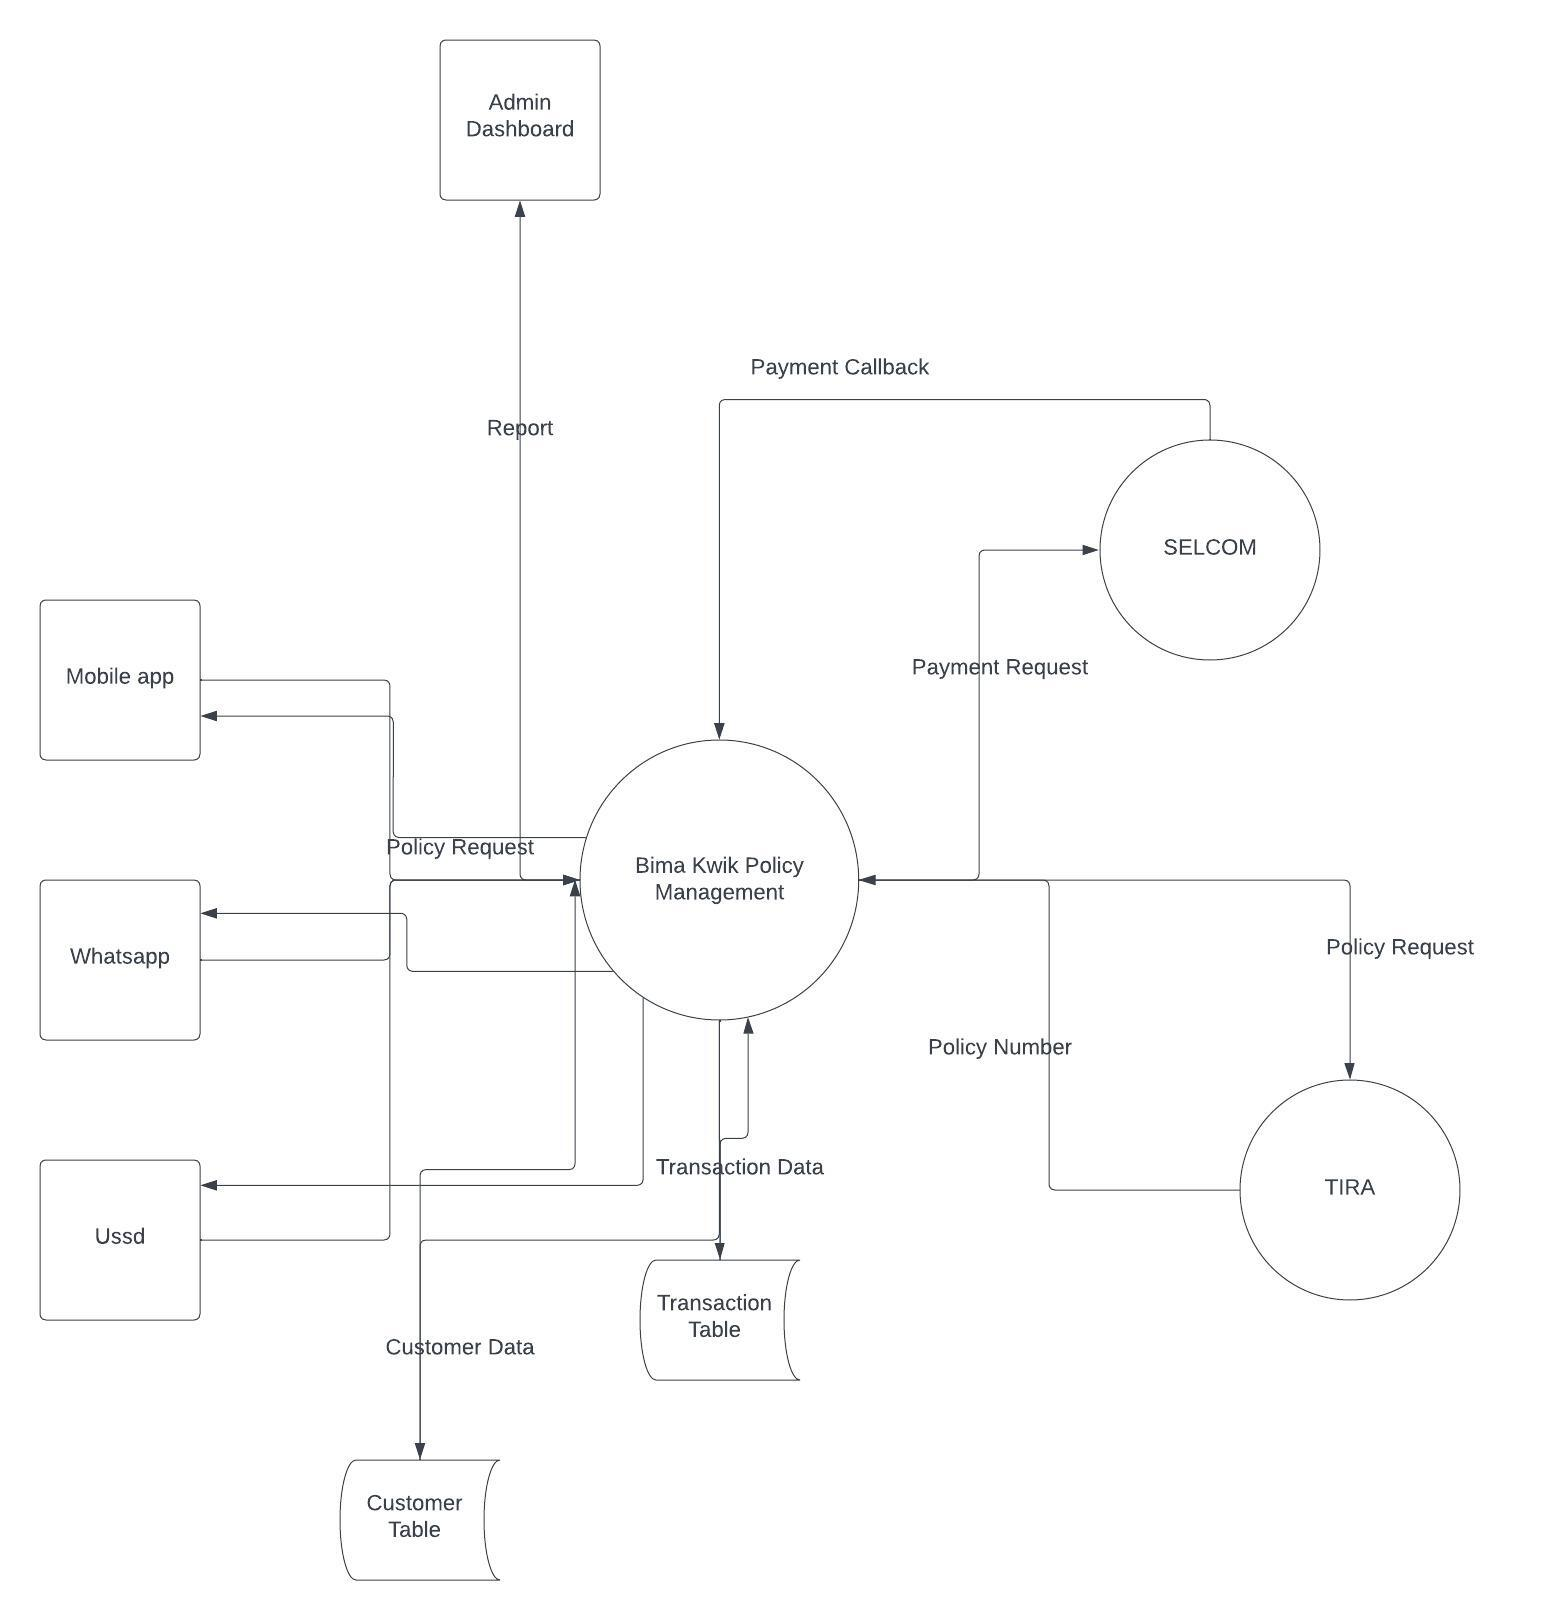 Admin
Dashboard
Payment Callback
Report
SELCOM
Payment Request
Mobile app
Policy Request
Bima Kwik Policy
Management
Whatsapp
Policy Request
Policy Number
Transaction Data
TIRA
Ussd
Transaction
Table
Customer Data
Customer
Table